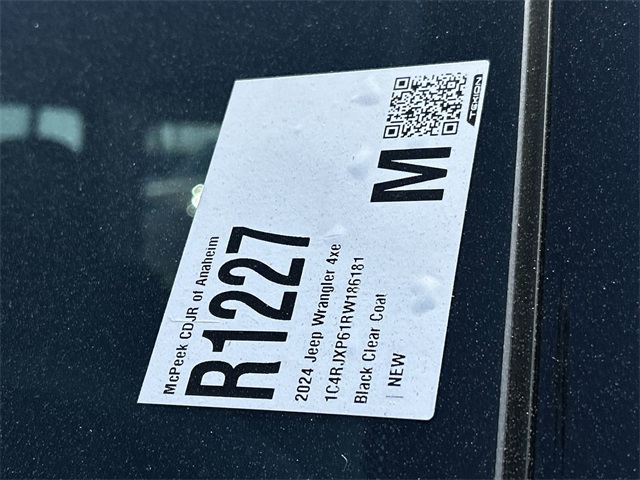 McPeek CDJR of Anaheim
R1227
2024 Jeep Wrangler 4xe
1C4RJXP61RW186181
Black Clear Coat
| NEW
M
TEKION